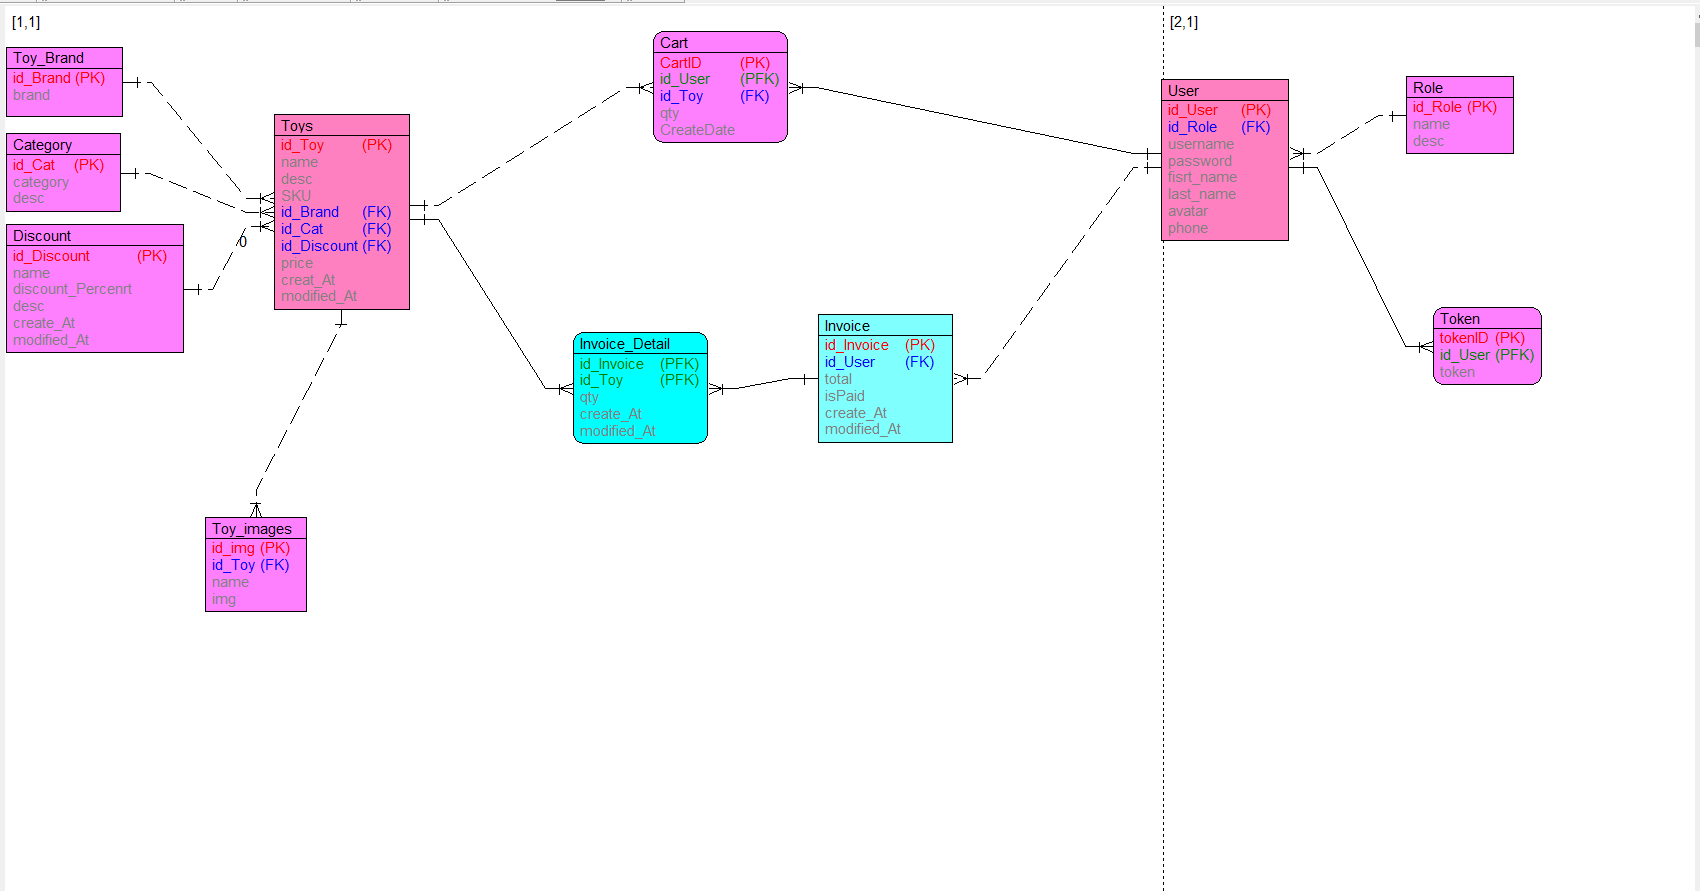 [1,1]
[2,1]
Toy_Brand
id_Brand (PK)
brand
Category
id_Cat (PK)
category
desc
Discount
id_Discount (PK)
name
discount_Percenrt
desc
create_At
modified_At
Toys
id_Toy (PK)
name
desc
SKU
id_Brand (FK)
id_Cat (FK)
id_Discount (FK)
price
creat_At
modified_At
0
Toy_images
id_img (PK)
id_Toy (FK)
name
img
Cart
CartID (PK)
id_User (PFK)
id_Toy (FK)
qty
CreateDate
Invoice_Detail
id_Invoice (PFK)
id_Toy (PFK)
qty
create_At
modified_At
Invoice
id_Invoice (PK)
id_User (FK)
total
isPaid
create_At
modified_At
User
id_User (PK)
id_Role (FK)
username
password
fisrt_name
last_name
avatar
phone
Role
id_Role (PK)
name
desc
Token
tokenID (PK)
id_User (PFK)
token